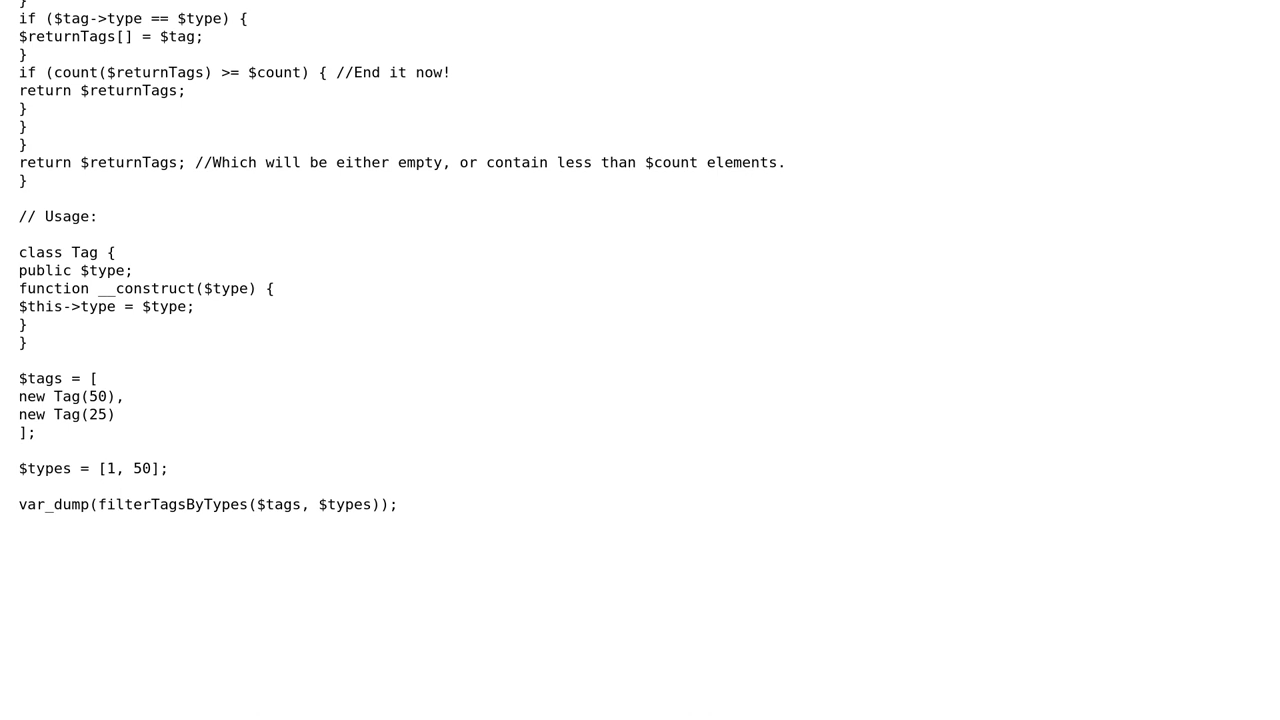 }
if ($tag->type == $type) {
$returnTags[] = $tag;
}
if (count($returnTags) >= $count) { //End it now!
return $returnTags;
}
}
}
return $returnTags; //Which will be either empty, or contain less than $count elements.
}

// Usage:

class Tag {
public $type;
function __construct($type) {
$this->type = $type;
}
}

$tags = [
new Tag(50),
new Tag(25)
];

$types = [1, 50];

var_dump(filterTagsByTypes($tags, $types));